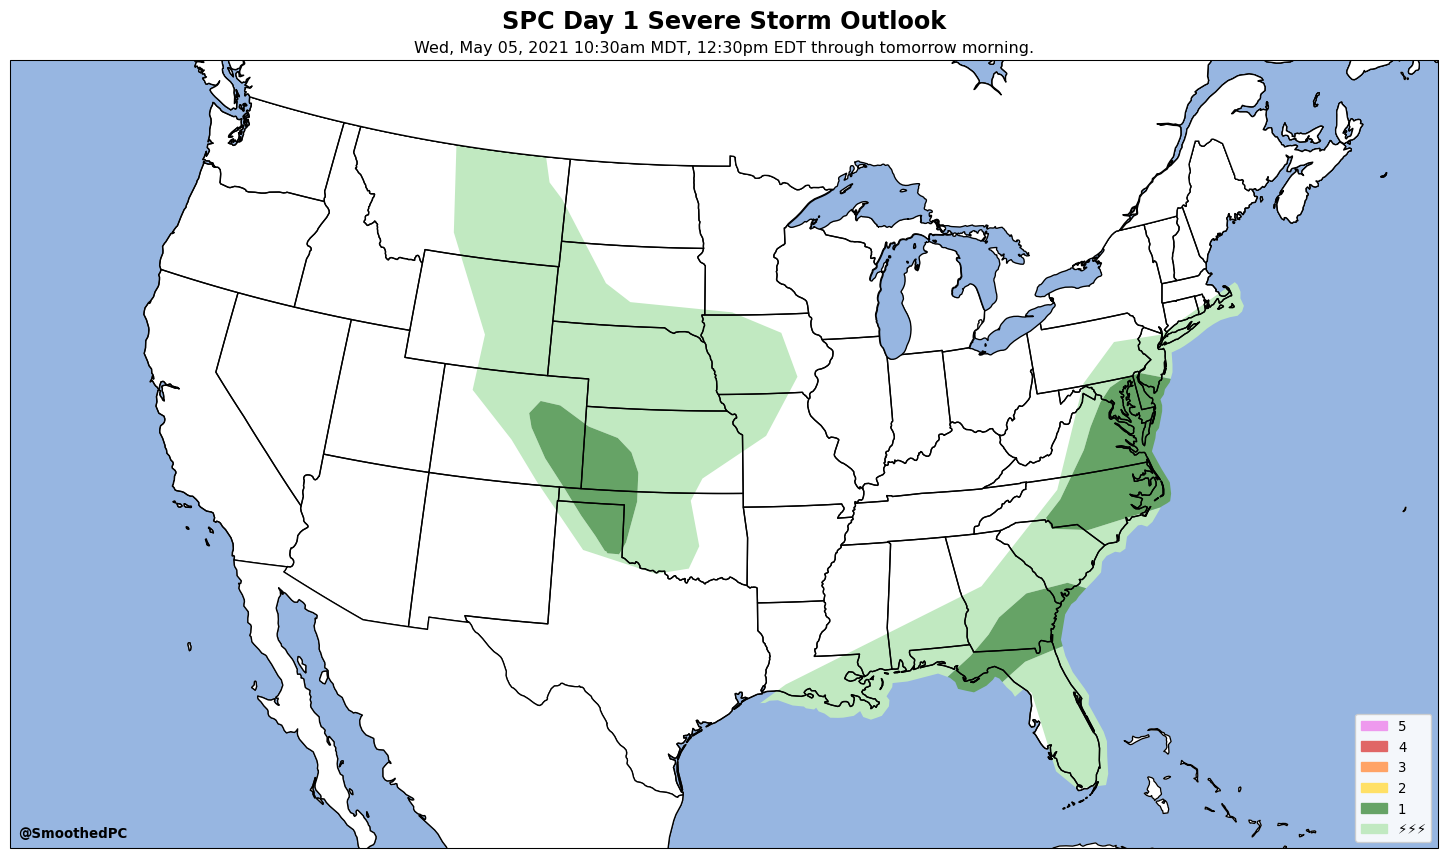 SPC Day 1 Severe Storm Outlook
Wed, May 05, 2021 10:30am MDT, 12:30pm EDT through tomorrow morning.
5
4
3
2
1
⚡⚡⚡
@SmoothedPC